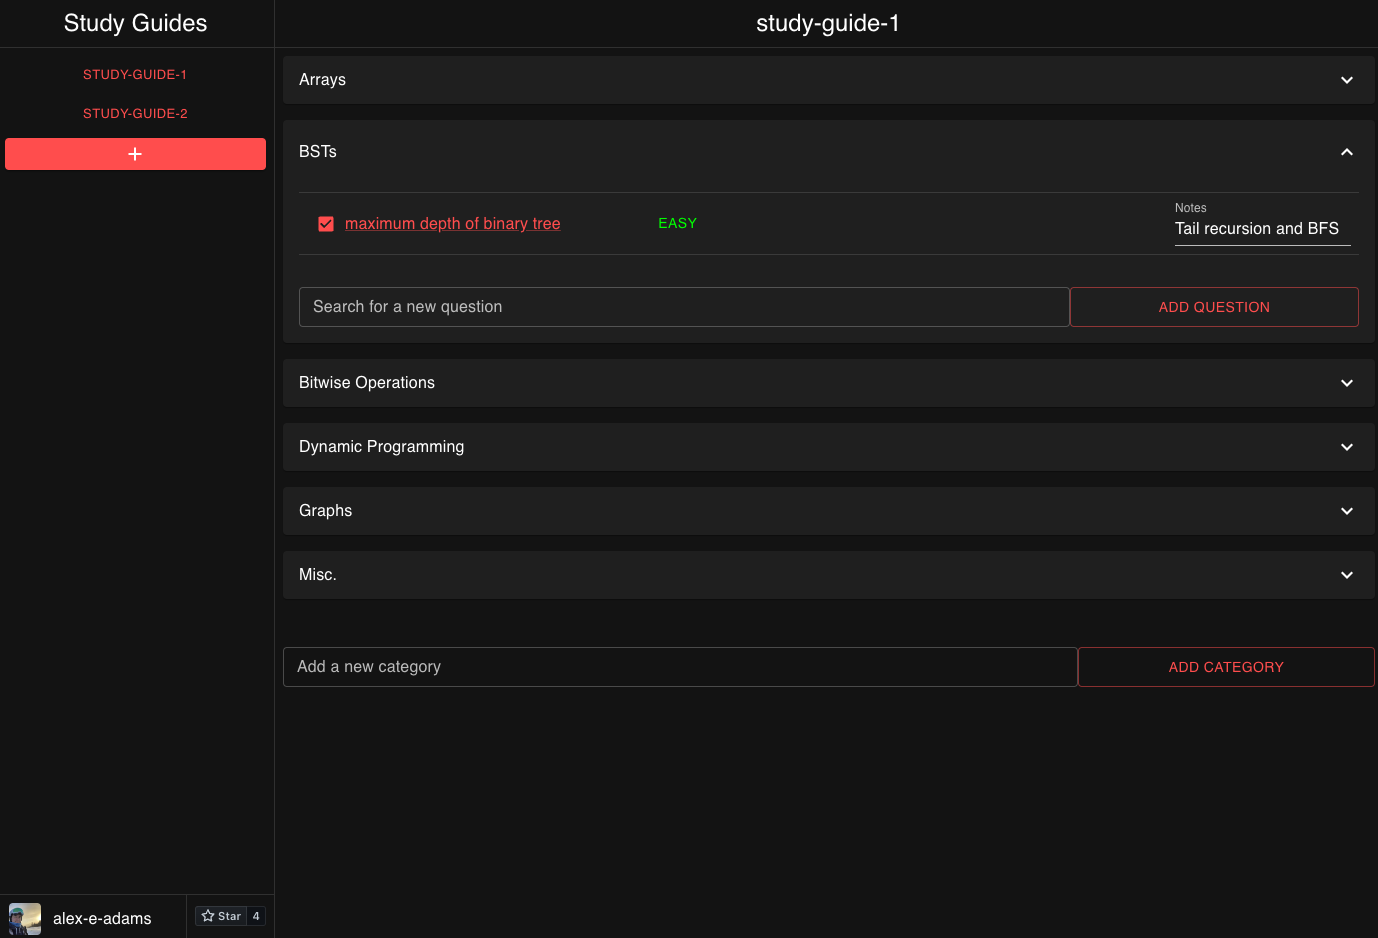 Study Guides
study-guide-1
STUDY-GUIDE-1
STUDY-GUIDE-2
+
Arrays
BSTs
maximum depth of binary tree
EASY
Notes
Tail recursion and BFS
Search for a new question
ADD QUESTION
Bitwise Operations
Dynamic Programming
Graphs
Misc.
Add a new category
ADD CATEGORY
alex-e-adams
Star 4